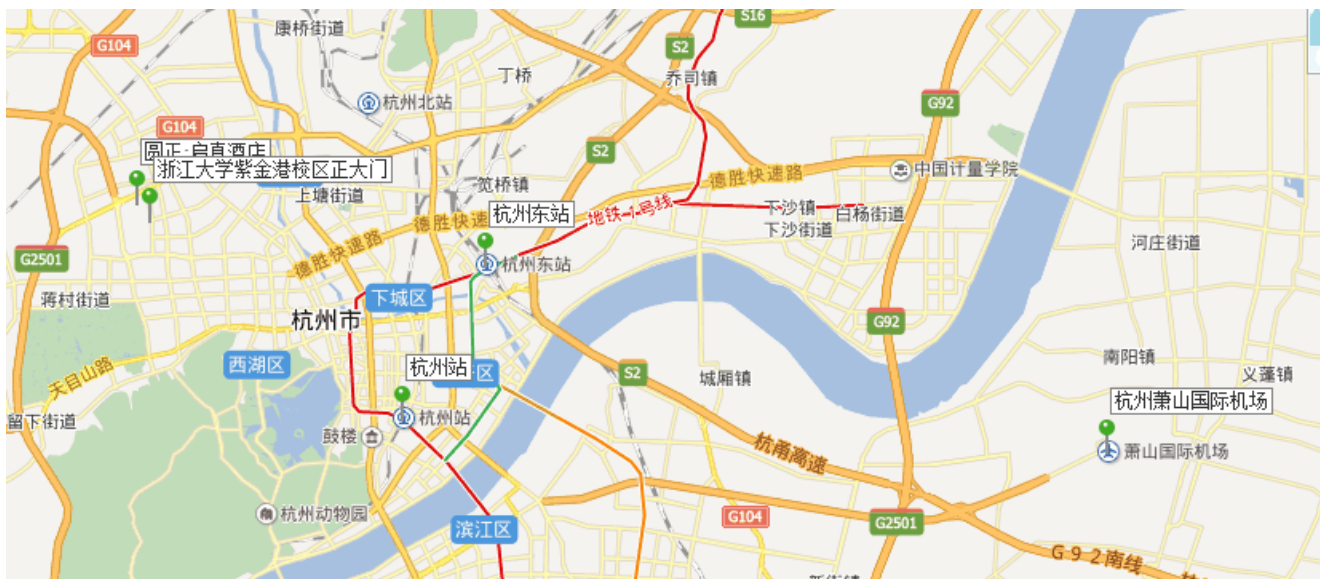 S16
康桥街道
G104
S2
丁桥
乔司镇
杭州北站
G92
G104
S2
圆正·启真酒店
浙江大学紫金港校区正大门
中国计量学院
德胜快速路
笕桥镇
上塘街道
杭州东站
地铁1号线
下沙镇
白杨街道
德胜快速
下沙街道
河庄街道
德胜快速路
G2501
杭州东站
蒋村街道
下城区
杭州市
G92
西湖区
杭州站
区
S2
南阳镇
天目山路
城厢镇
义蓬镇
杭州萧山国际机场
留下街道
杭州站
鼓楼
杭甬高速
萧山国际机场
杭州动物园
滨江区
G104
G2501
G92南线